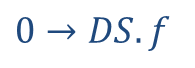 0 → DS.f